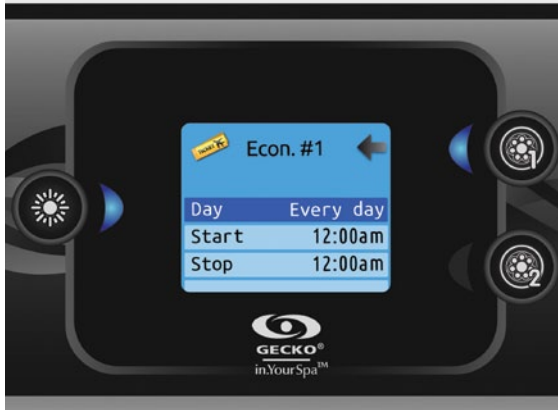 Econ. #1
Day Every day
Start 12:00am
Stop 12:00am
1
2
GECKO®
in.YourSpa™